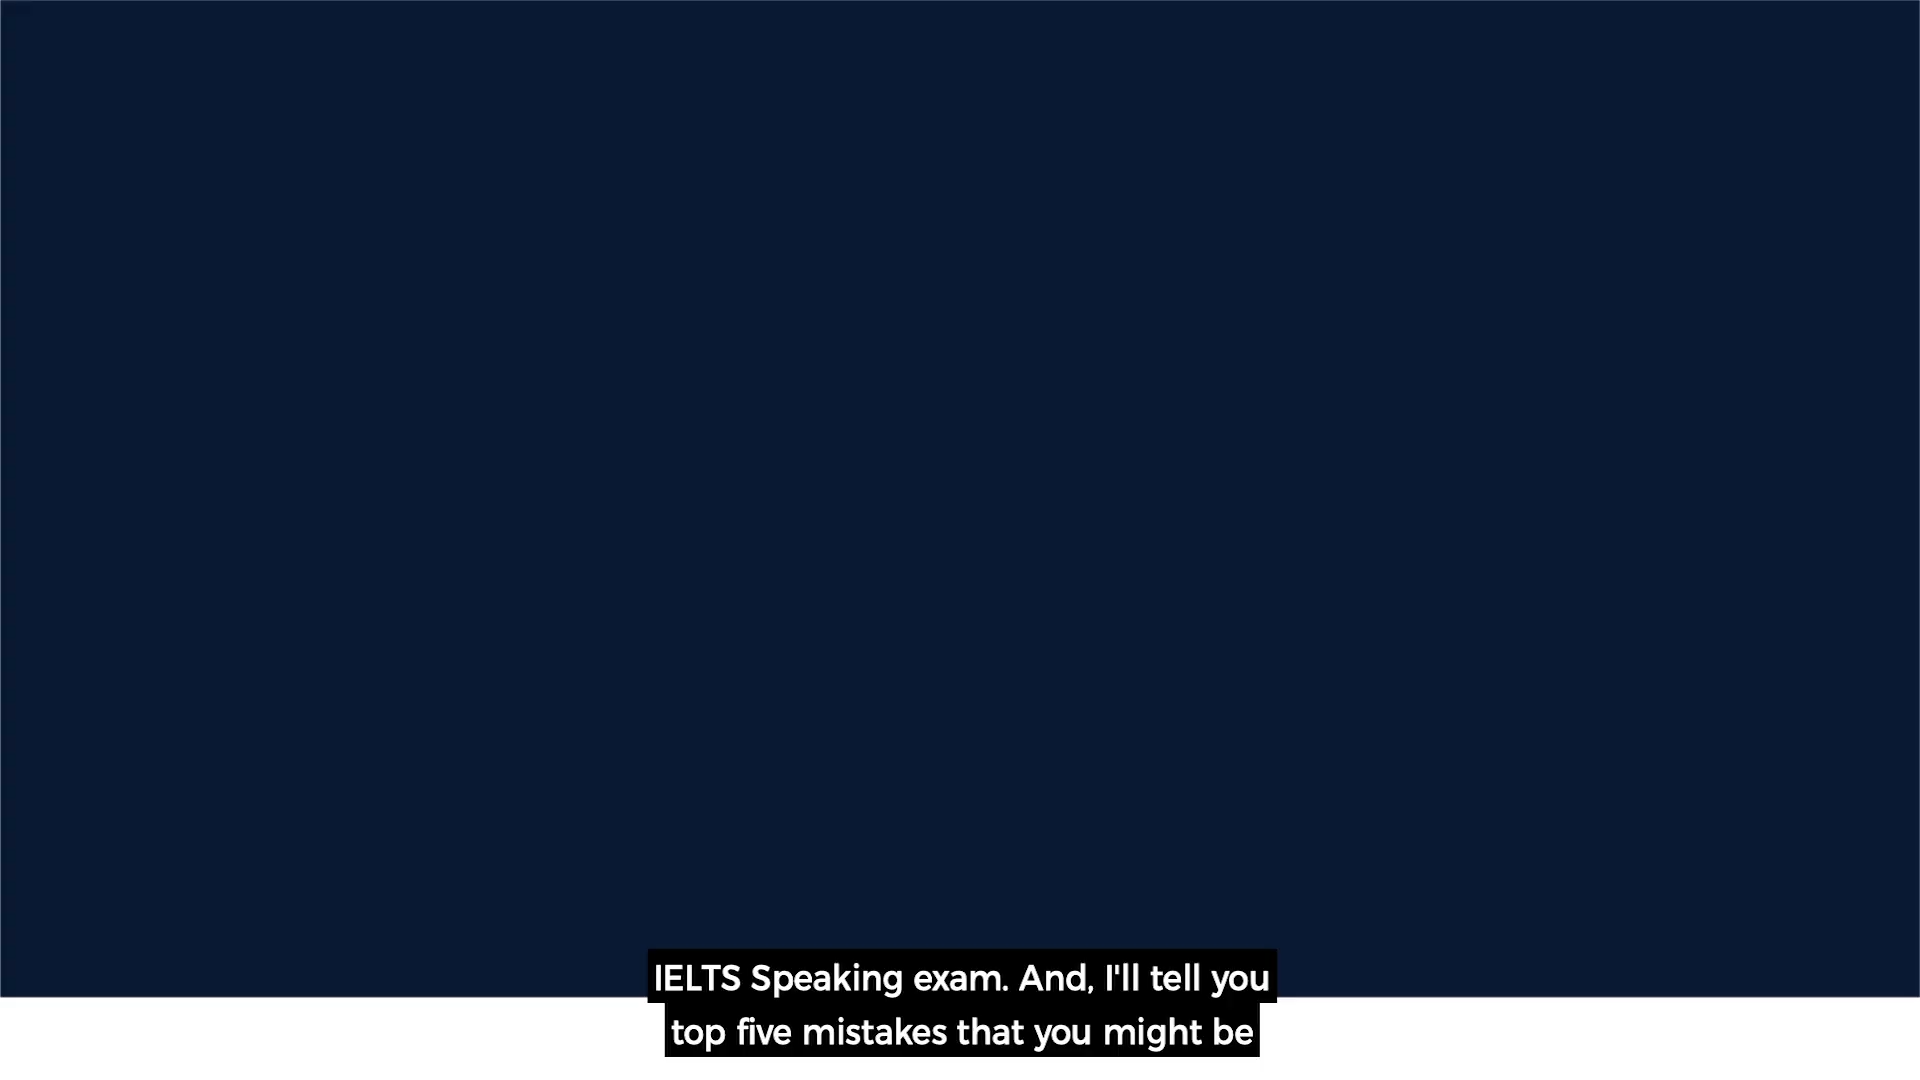 IELTS Speaking exam. And, I'll tell you
top five mistakes that you might be